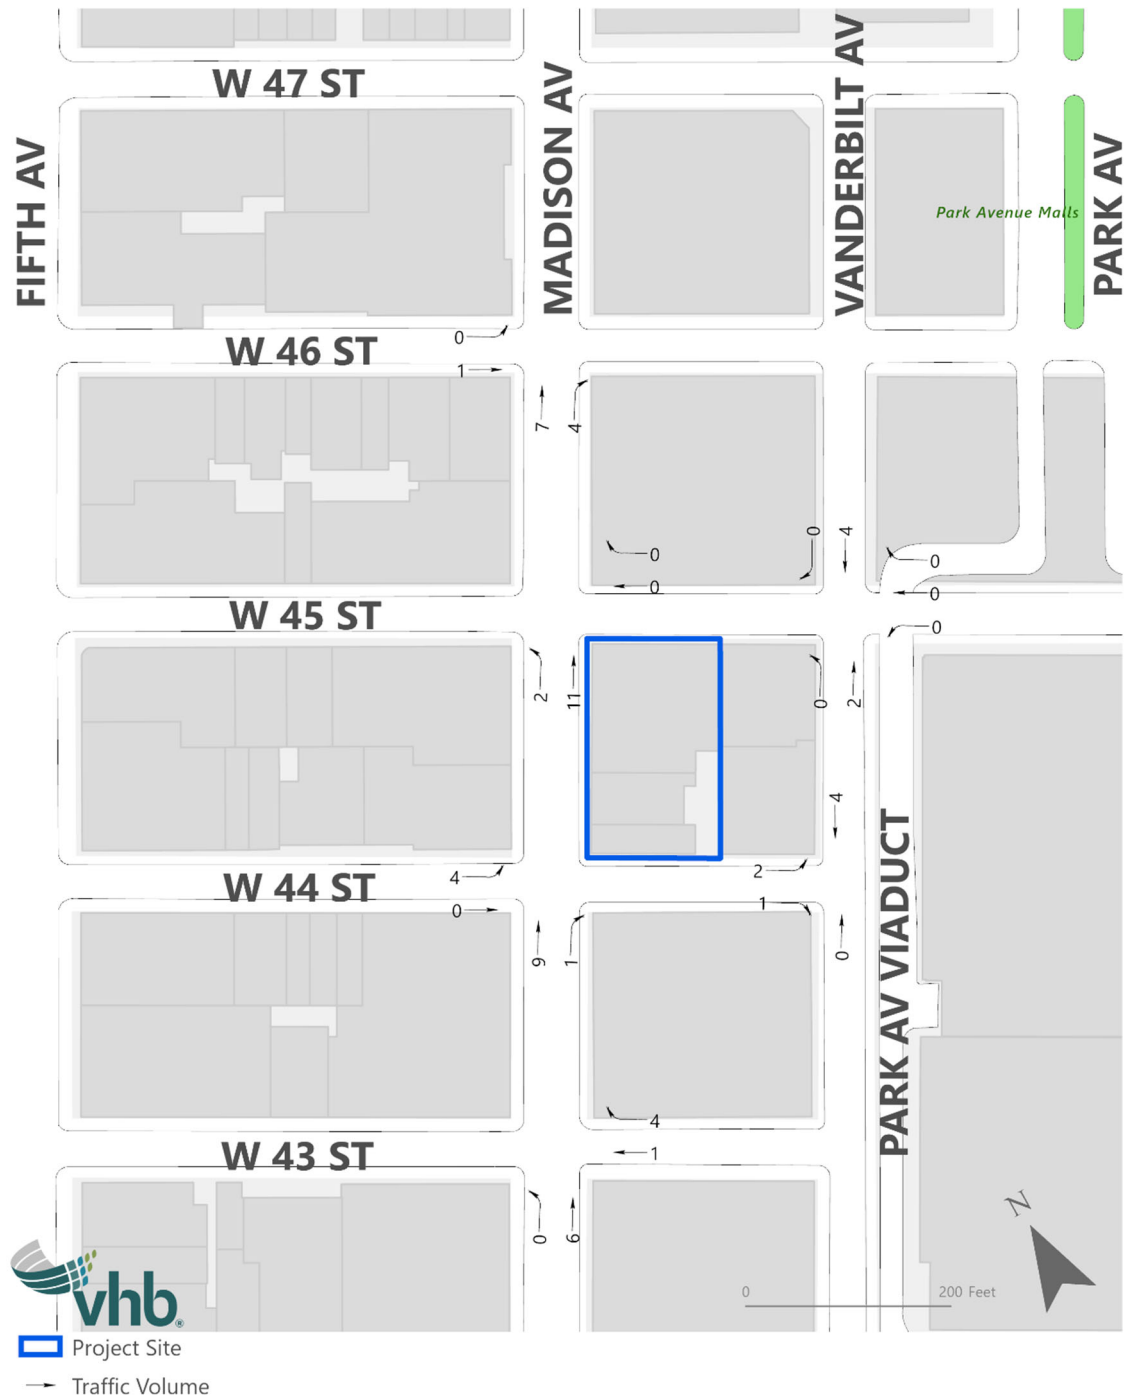 W 47 ST
FIFTH AV
MADISON AV
VANDERBILT AV
PARK AV
Park Avenue Malls
0
W 46 ST
1
7
4
0
4
0
0
0
0
W 45 ST
0
2
11
0
2
4
PARK AV VIADUCT
4
2
W 44 ST
0
1
9
1
0
4
W 43 ST
1
0
6
N
0
200 Feet
vhb®
Project Site
Traffic Volume